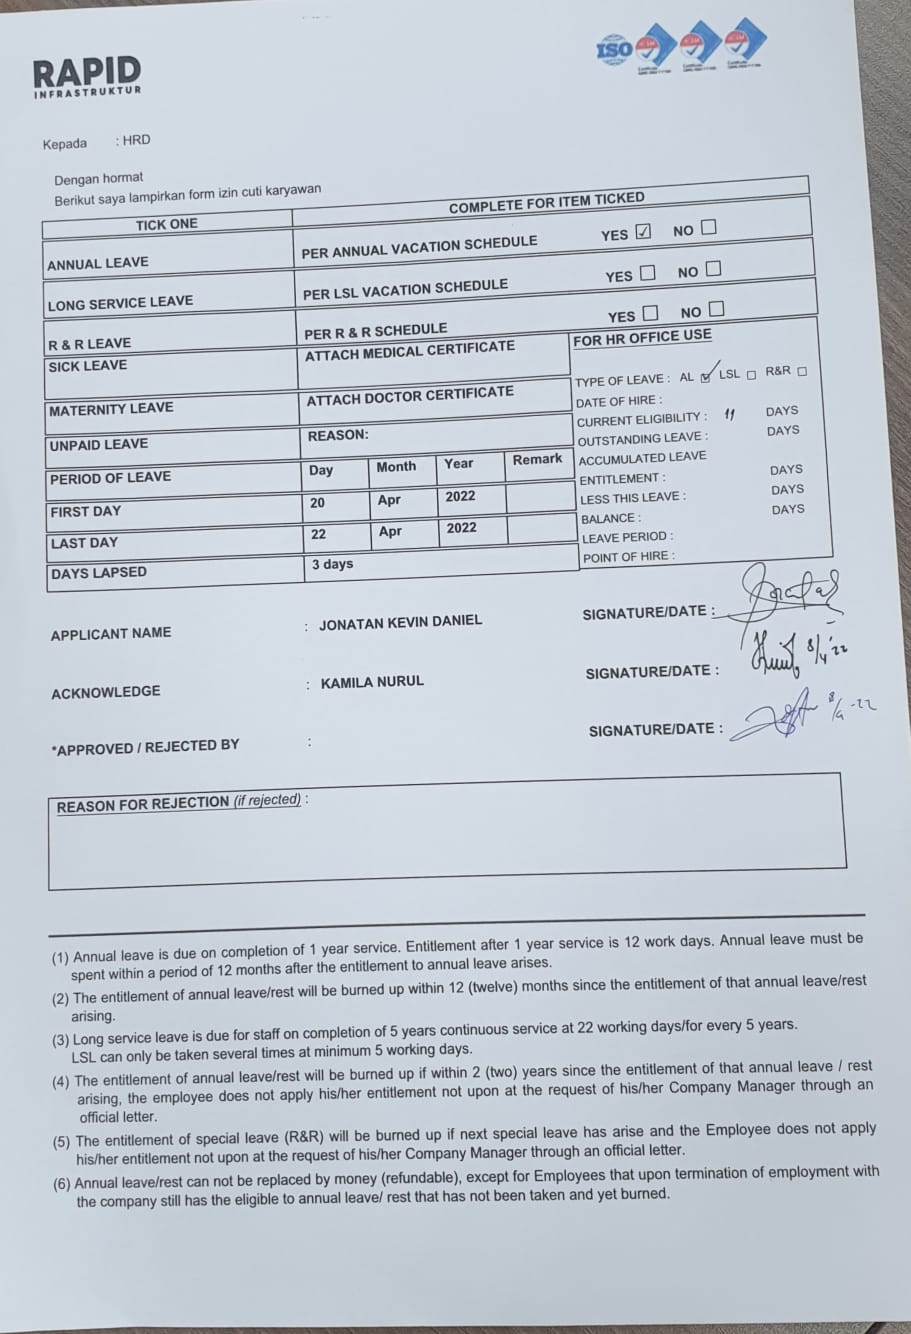 RAPID
INFRASTRUKTUR
ISO
Kepada : HRD
Dengan hormat
Berikut saya lampirkan form izin cuti karyawan
TICK ONE COMPLETE FOR ITEM TICKED
ANNUAL LEAVE PER ANNUAL VACATION SCHEDULE YES ☑ NO ☐
LONG SERVICE LEAVE PER LSL VACATION SCHEDULE YES ☐ NO ☐
R & R LEAVE PER R & R SCHEDULE YES ☐ NO ☐
SICK LEAVE ATTACH MEDICAL CERTIFICATE
MATERNITY LEAVE ATTACH DOCTOR CERTIFICATE
UNPAID LEAVE REASON:
PERIOD OF LEAVE Day Month Year Remark
FIRST DAY 20 Apr 2022
LAST DAY 22 Apr 2022
DAYS LAPSED 3 days
FOR HR OFFICE USE
TYPE OF LEAVE : AL ☑ LSL ☐ R&R ☐
DATE OF HIRE :
CURRENT ELIGIBILITY : 11 DAYS
OUTSTANDING LEAVE : DAYS
ACCUMULATED LEAVE
ENTITLEMENT : DAYS
LESS THIS LEAVE : DAYS
BALANCE : DAYS
LEAVE PERIOD :
POINT OF HIRE :
APPLICANT NAME : JONATAN KEVIN DANIEL SIGNATURE/DATE :
ACKNOWLEDGE : KAMILA NURUL SIGNATURE/DATE : 8/4'22
*APPROVED / REJECTED BY : SIGNATURE/DATE : 8/4-22
REASON FOR REJECTION (if rejected) :
(1) Annual leave is due on completion of 1 year service. Entitlement after 1 year service is 12 work days. Annual leave must be
spent within a period of 12 months after the entitlement to annual leave arises.
(2) The entitlement of annual leave/rest will be burned up within 12 (twelve) months since the entitlement of that annual leave/rest
arising.
(3) Long service leave is due for staff on completion of 5 years continuous service at 22 working days/for every 5 years.
LSL can only be taken several times at minimum 5 working days.
(4) The entitlement of annual leave/rest will be burned up if within 2 (two) years since the entitlement of that annual leave / rest
arising, the employee does not apply his/her entitlement not upon at the request of his/her Company Manager through an
official letter.
(5) The entitlement of special leave (R&R) will be burned up if next special leave has arise and the Employee does not apply
his/her entitlement not upon at the request of his/her Company Manager through an official letter.
(6) Annual leave/rest can not be replaced by money (refundable), except for Employees that upon termination of employment with
the company still has the eligible to annual leave/ rest that has not been taken and yet burned.